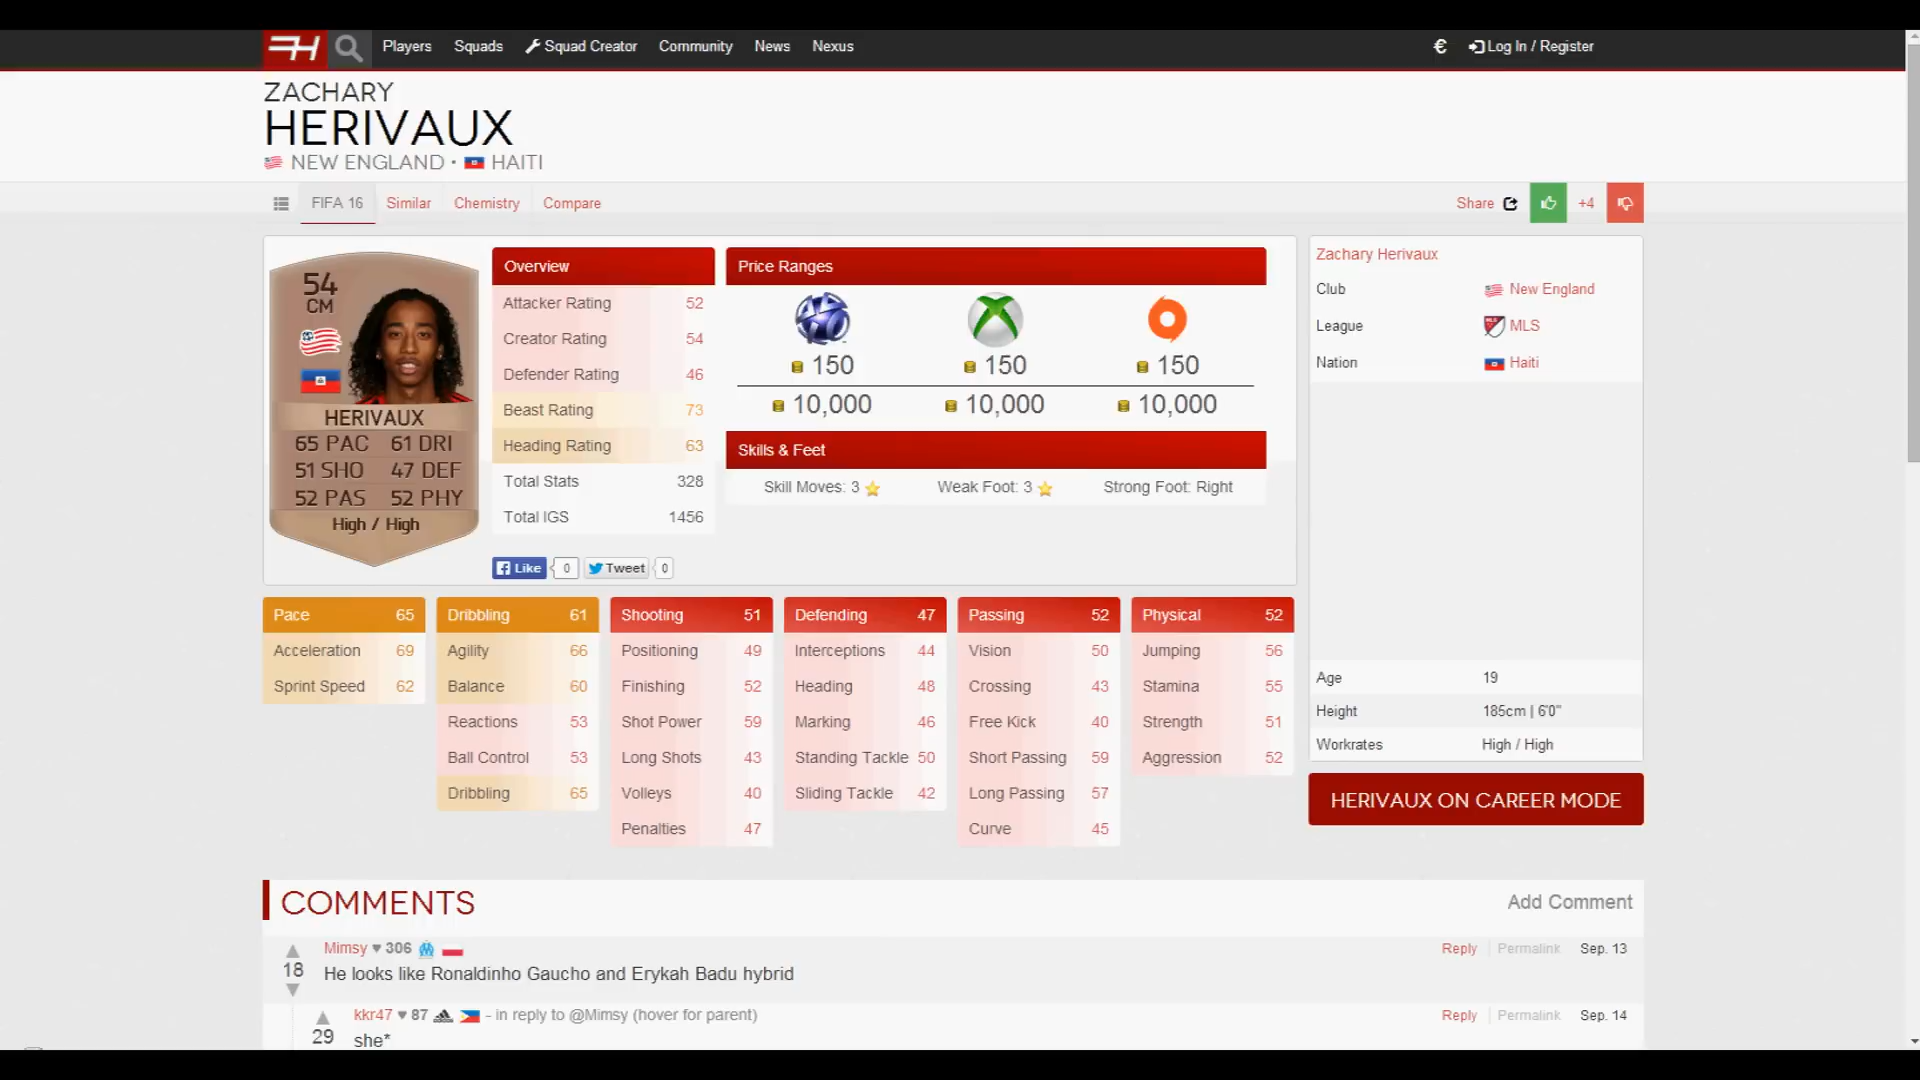 Players Squads Squad Creator Community News Nexus € Log In / Register
ZACHARY
HERIVAUX
NEW ENGLAND • HAITI
FIFA 16 Similar Chemistry Compare Share +4
54
CM
HERIVAUX
65 PAC 61 DRI
51 SHO 47 DEF
52 PAS 52 PHY
High / High
Overview
Attacker Rating 52
Creator Rating 54
Defender Rating 46
Beast Rating 73
Heading Rating 63
Total Stats 328
Total IGS 1456
Like 0 Tweet 0
Price Ranges
150 150 150
10,000 10,000 10,000
Skills & Feet
Skill Moves: 3 Weak Foot: 3 Strong Foot: Right
Zachary Herivaux
Club New England
League MLS
Nation Haiti
Age 19
Height 185cm | 6'0"
Workrates High / High
HERIVAUX ON CAREER MODE
Pace 65
Acceleration 69
Sprint Speed 62
Dribbling 61
Agility 66
Balance 60
Reactions 53
Ball Control 53
Dribbling 65
Shooting 51
Positioning 49
Finishing 52
Shot Power 59
Long Shots 43
Volleys 40
Penalties 47
Defending 47
Interceptions 44
Heading 48
Marking 46
Standing Tackle 50
Sliding Tackle 42
Passing 52
Vision 50
Crossing 43
Free Kick 40
Short Passing 59
Long Passing 57
Curve 45
Physical 52
Jumping 56
Stamina 55
Strength 51
Aggression 52
COMMENTS Add Comment
Mimsy ♥ 306 Reply Permalink Sep. 13
18
He looks like Ronaldinho Gaucho and Erykah Badu hybrid
kkr47 ♥ 87 - in reply to @Mimsy (hover for parent) Reply Permalink Sep. 14
29
she*